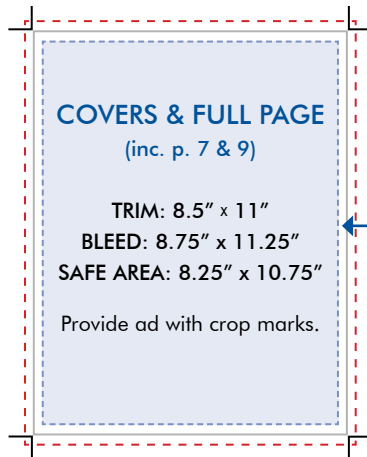 COVERS & FULL PAGE
(inc. p. 7 & 9)
TRIM: 8.5” x 11”
BLEED: 8.75” x 11.25”
SAFE AREA: 8.25” x 10.75”
Provide ad with crop marks.